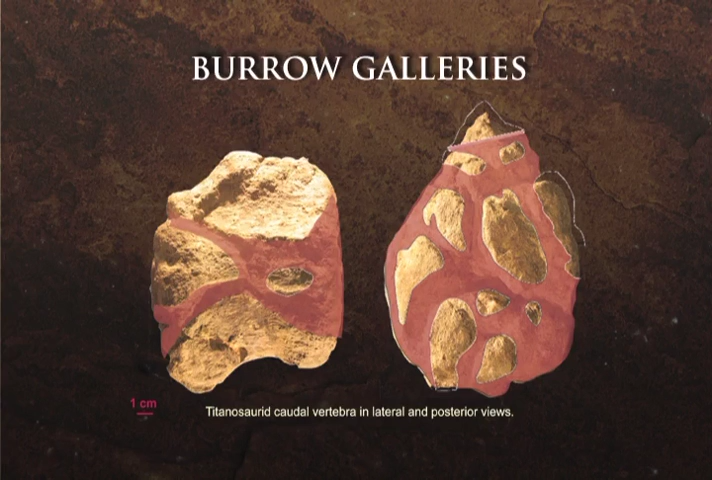 BURROW GALLERIES
1 cm
Titanosaurid caudal vertebra in lateral and posterior views.